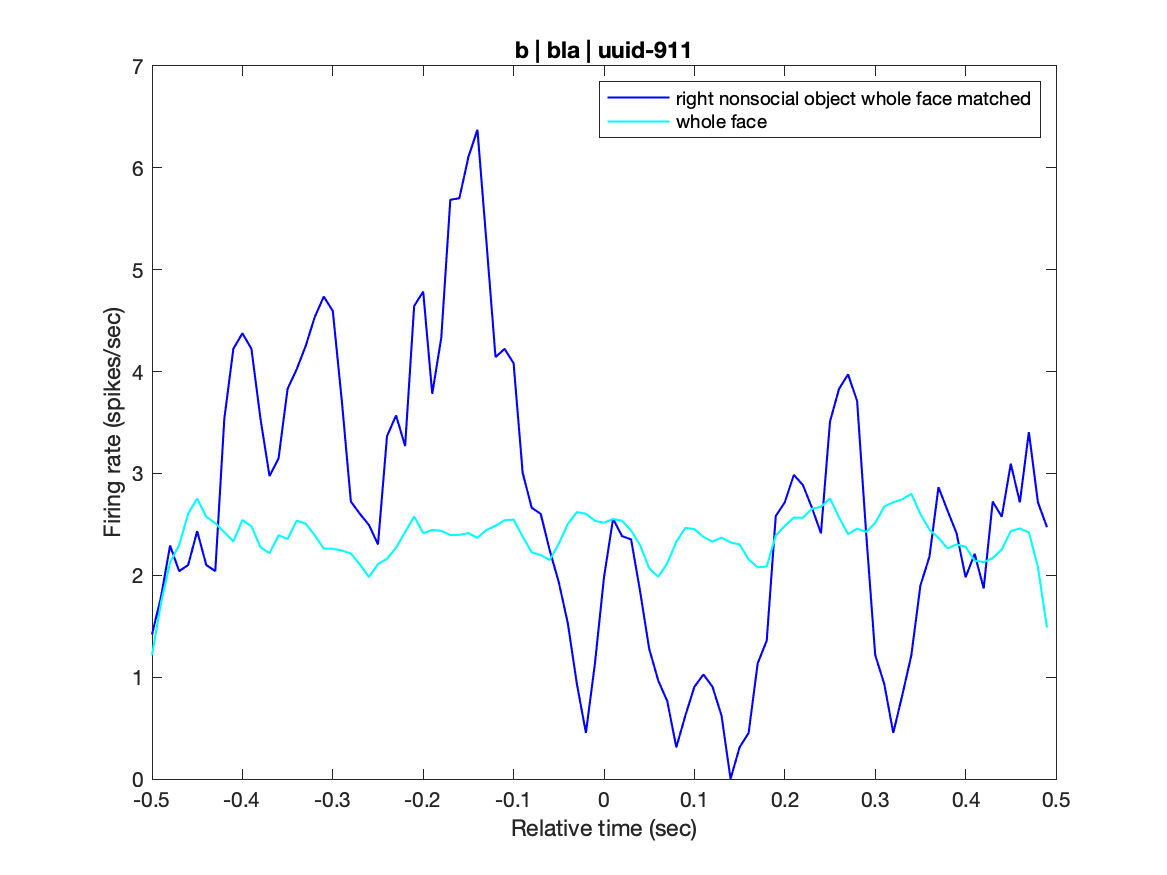 b | bla | uuid-911
right nonsocial object whole face matched
whole face
7
6
5
4
3
2
1
0
Firing rate (spikes/sec)
-0.5 -0.4 -0.3 -0.2 -0.1 0 0.1 0.2 0.3 0.4 0.5
Relative time (sec)